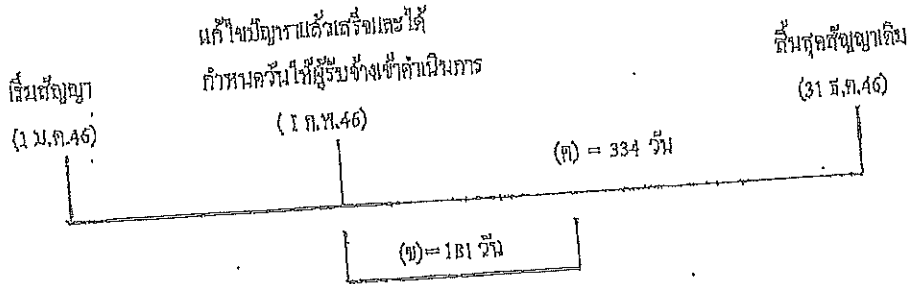 แก้ไขปัญหาแล้วเสร็จและได้
กำหนดวันให้ผู้รับจ้างเข้าดำเนินการ
(1 ก.พ.46)
เริ่มสัญญา
(1 ม.ค.46)
สิ้นสุดสัญญาเดิม
(31 ธ.ค.46)
(ค) = 334 วัน
(ข) = 181 วัน